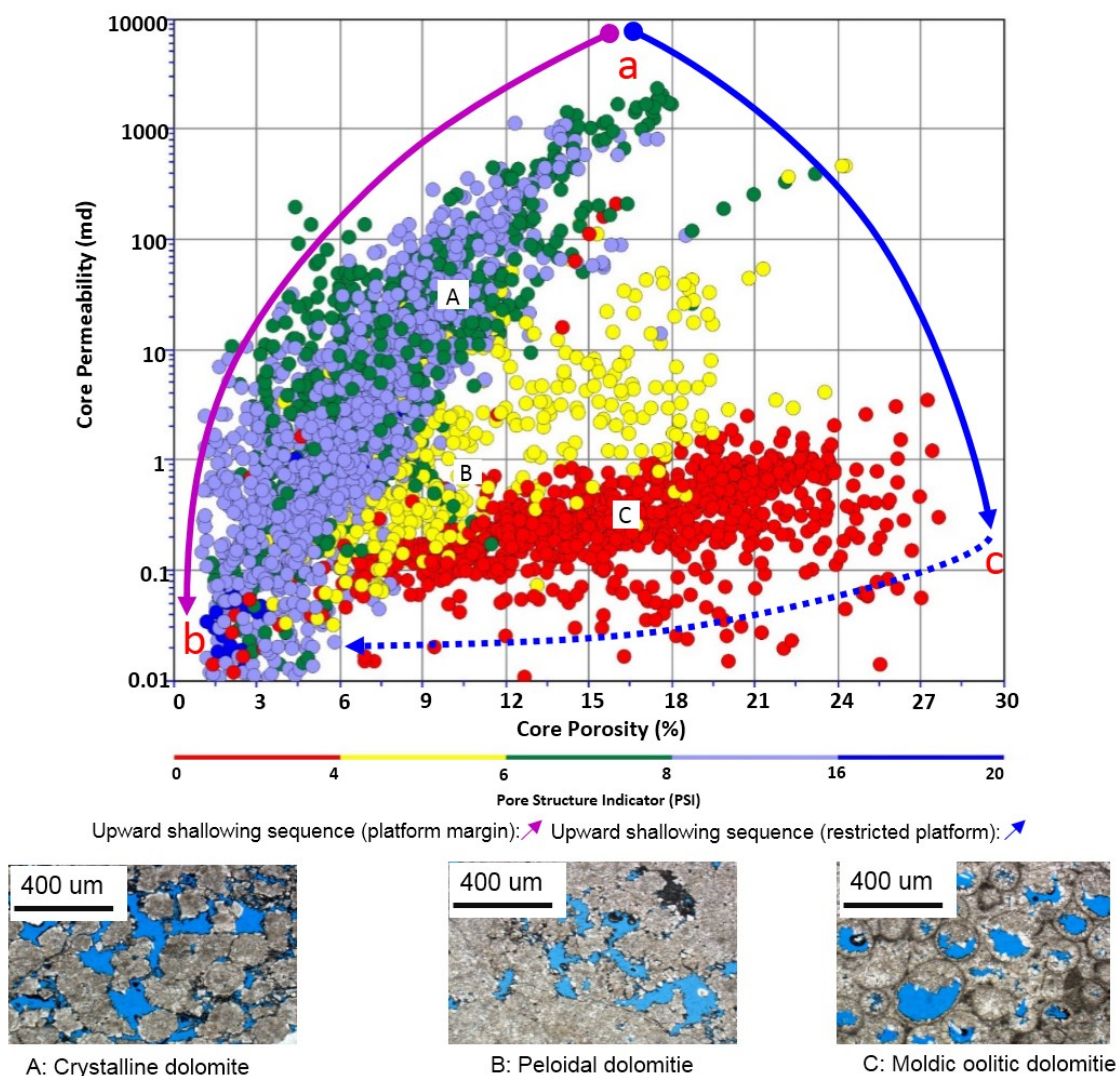 10000
1000
100
10
1
0.1
0.01
Core Permeability (md)
a
A
B
C
b
c
0 3 6 9 12 15 18 21 24 27 30
Core Porosity (%)
0 4 6 8 16 20
Pore Structure Indicator (PSI)
Upward shallowing sequence (platform margin): Upward shallowing sequence (restricted platform):
400 um
400 um
400 um
A: Crystalline dolomite
B: Peloidal dolomitie
C: Moldic oolitic dolomitie